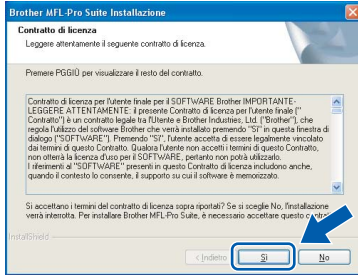 Brother MFL-Pro Suite Installazione
Contratto di licenza
Leggere attentamente il seguente contratto di licenza.
Premere PGGIÙ per visualizzare il resto del contratto.
Contratto di licenza per l'utente finale per il SOFTWARE Brother IMPORTANTE-
LEGGERE ATTENTAMENTE: il presente Contratto di licenza per l'utente finale ("
Contratto") è un contratto legale tra l'Utente e Brother Industries, Ltd. ("Brother"), che
regola l'utilizzo del software Brother che verrà installato premendo "Sì" in questa finestra di
dialogo ("SOFTWARE"). Premendo "Sì", l'utente accetta di essere legalmente vincolato
dai termini di questo Contratto. Qualora l'utente non accetti i termini di questo Contratto,
non otterrà la licenza d'uso per il SOFTWARE, pertanto non potrà utilizzarlo.
I riferimenti al "SOFTWARE" presenti in questo Contratto di licenza includono anche,
quando il contesto lo consente, il supporto su cui il software è memorizzato.
Si accettano i termini del contratto di licenza sopra riportati? Se si sceglie No, l'installazione
verrà interrotta. Per installare Brother MFL-Pro Suite, è necessario accettare questo
InstallShield
< Indietro
Sì
No